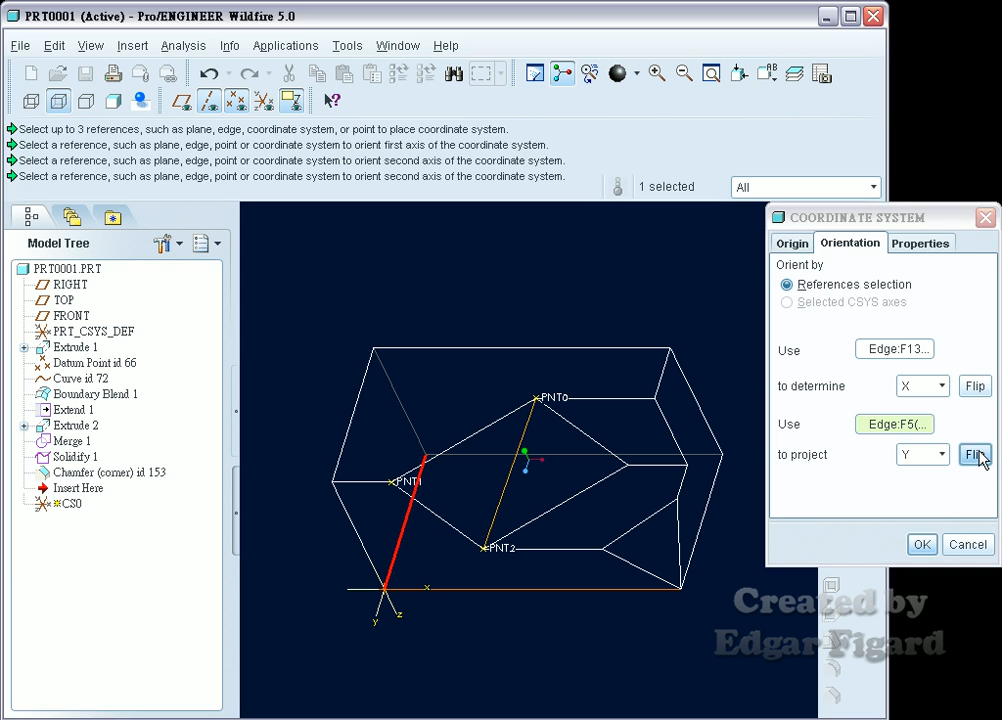 PRT0001 (Active) - Pro/ENGINEER Wildfire 5.0
File Edit View Insert Analysis Info Applications Tools Window Help
Select up to 3 references, such as plane, edge, coordinate system, or point to place coordinate system.
Select a reference, such as plane, edge, point or coordinate system to orient first axis of the coordinate system.
Select a reference, such as plane, edge, point or coordinate system to orient second axis of the coordinate system.
Select a reference, such as plane, edge, point or coordinate system to orient second axis of the coordinate system.
1 selected
All
Model Tree
PRT0001.PRT
RIGHT
TOP
FRONT
PRT_CSYS_DEF
Extrude 1
Datum Point id 66
Curve id 72
Boundary Blend 1
Extend 1
Extrude 2
Merge 1
Solidify 1
Chamfer (corner) id 153
Insert Here
CS0
PNT0
PNT1
PNT2
x
y
z
COORDINATE SYSTEM
Origin Orientation Properties
Orient by
References selection
Selected CSYS axes
Use Edge:F13...
to determine X Flip
Use Edge:F5(...
to project Y Flip
OK Cancel
Created by
Edgar Figard